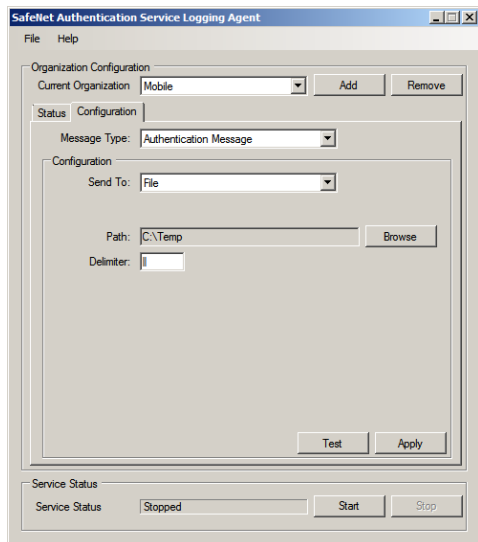 SafeNet Authentication Service Logging Agent
File Help
Organization Configuration
Current Organization Mobile Add Remove
Status Configuration
Message Type: Authentication Message
Configuration
Send To: File
Path: C:\Temp Browse
Delimiter:
Test Apply
Service Status
Service Status Stopped Start Stop